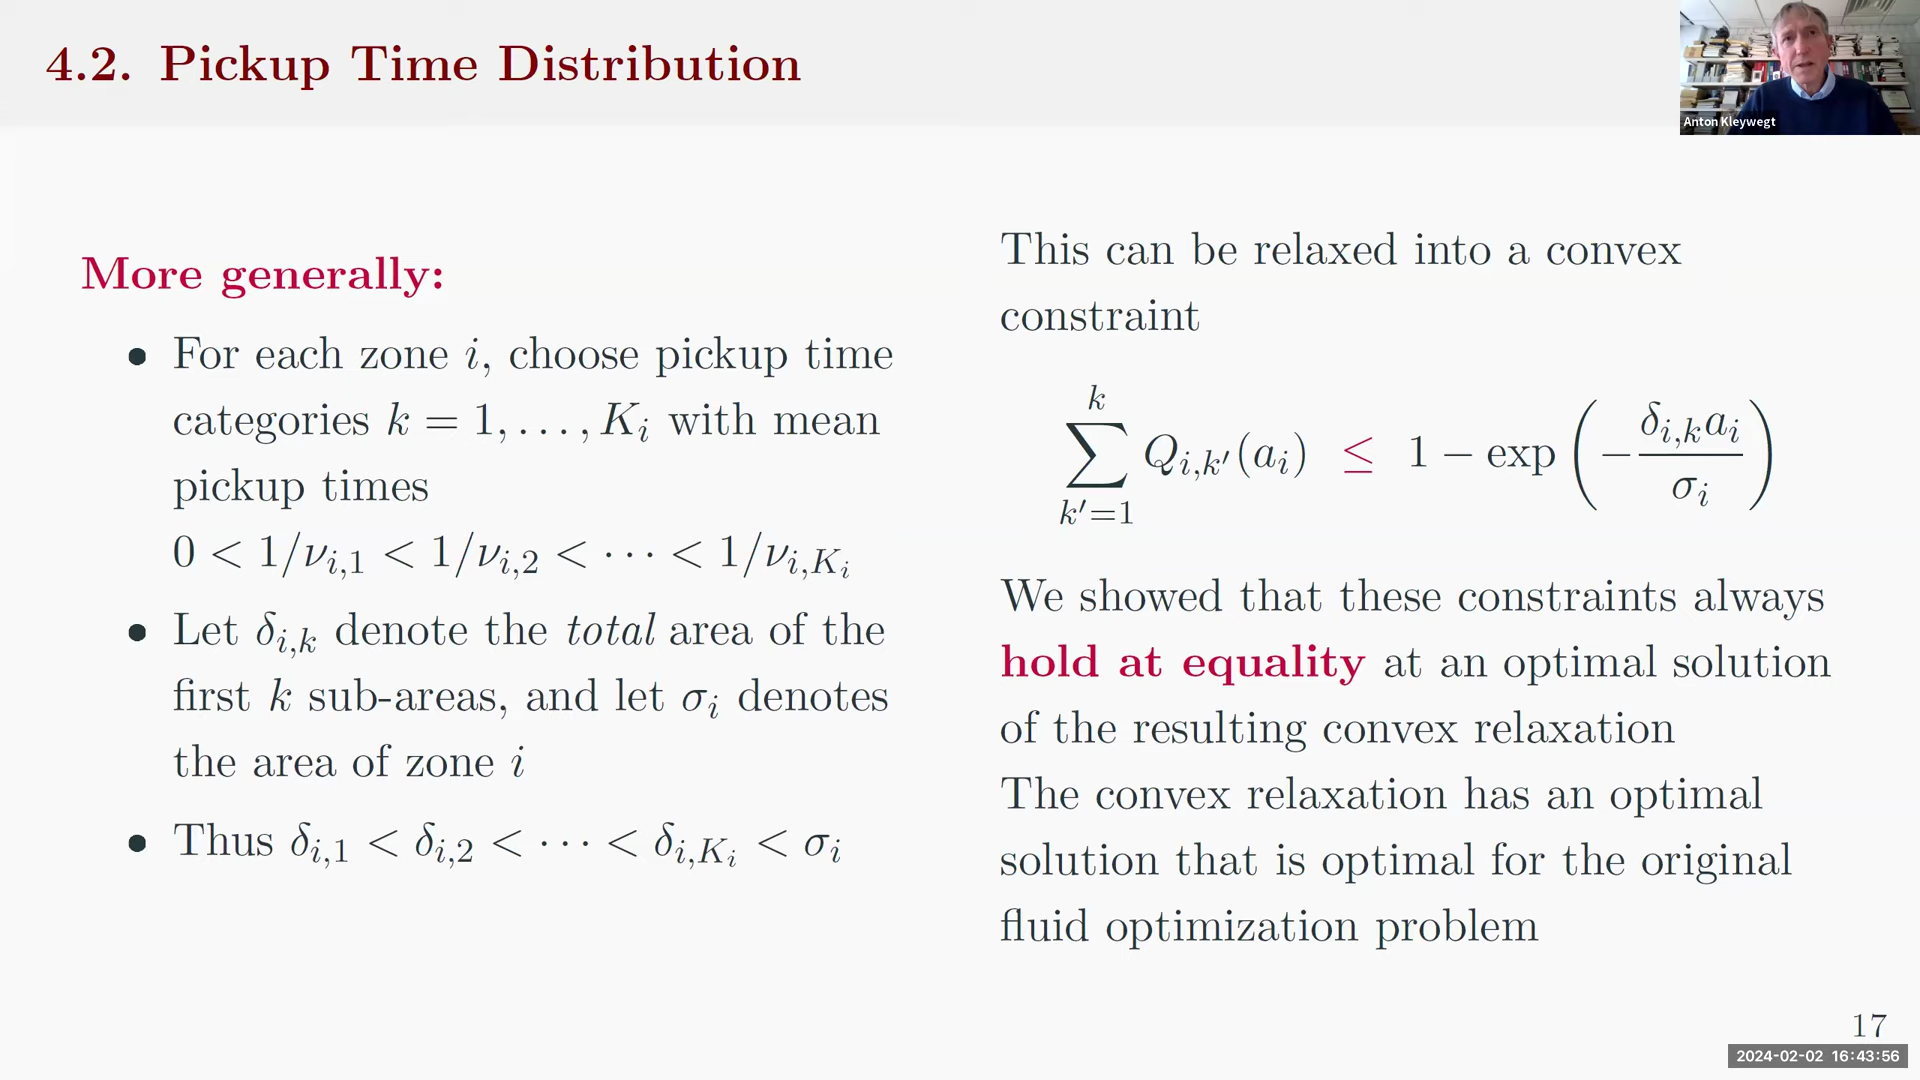 4.2. Pickup Time Distribution
Anton Kleywegt
More generally:
• For each zone i, choose pickup time
categories k = 1, . . . , K_i with mean
pickup times
0 < 1/ν_{i,1} < 1/ν_{i,2} < · · · < 1/ν_{i,K_i}
• Let δ_{i,k} denote the total area of the
first k sub-areas, and let σ_i denotes
the area of zone i
• Thus δ_{i,1} < δ_{i,2} < · · · < δ_{i,K_i} < σ_i
This can be relaxed into a convex
constraint
∑_{k′=1}^{k} Q_{i,k′}(a_i) ≤ 1 − exp(−δ_{i,k}a_i/σ_i)
We showed that these constraints always
hold at equality at an optimal solution
of the resulting convex relaxation
The convex relaxation has an optimal
solution that is optimal for the original
fluid optimization problem
17
2024-02-02 16:43:56